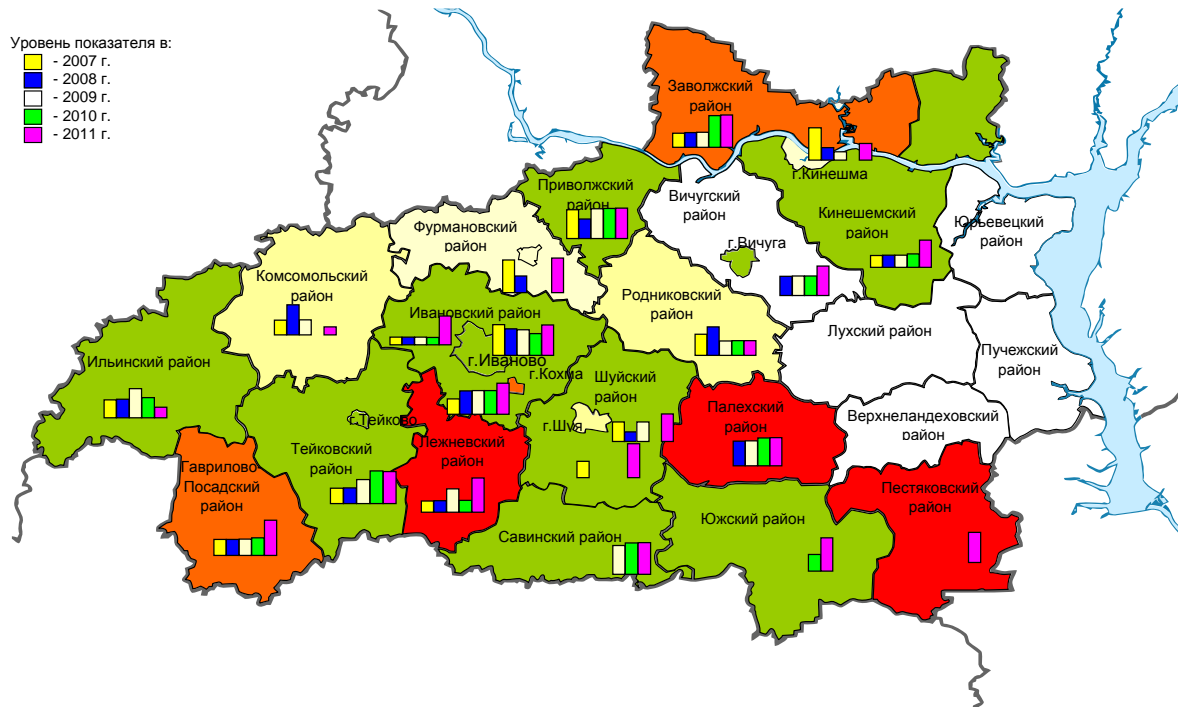 Уровень показателя в:
- 2007 г.
- 2008 г.
- 2009 г.
- 2010 г.
- 2011 г.
Заволжский
район
г.Кинешма
Приволжский
район
Вичугский
район
Кинешемский
район
Юрьевецкий
район
Фурмановский
район
г.Вичуга
Комсомольский
район
Родниковский
район
Ивановский район
Лухский район
Пучежский
район
Ильинский район
г.Иваново
г.Кохма
Шуйский
район
Палехский
район
Верхнеландеховский
район
г.Тейково
г.Шуя
Тейковский
район
Лежневский
район
Гаврилово
Посадский
район
Пестяковский
район
Южский район
Савинский район